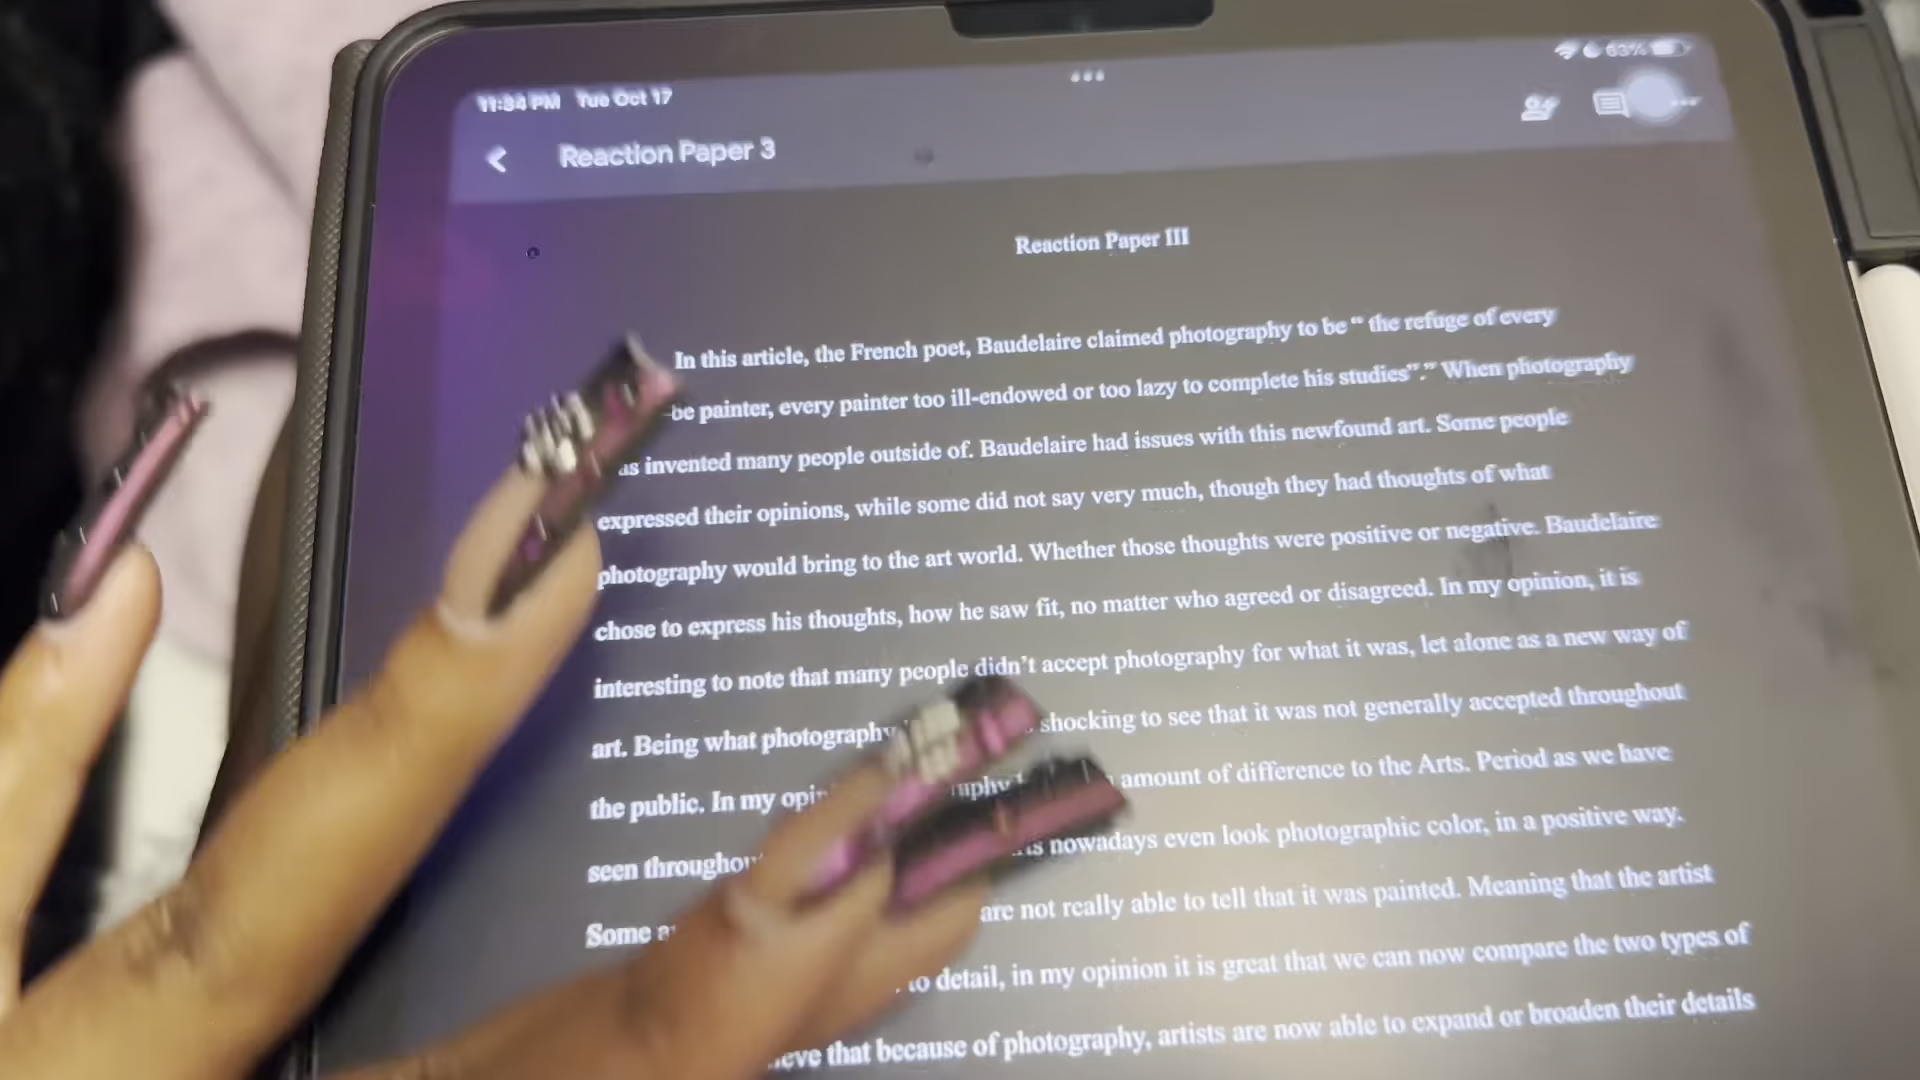 11:34 PM Tue Oct 17
63%
Reaction Paper 3
Reaction Paper III
In this article, the French poet, Baudelaire claimed photography to be “ the refuge of every
be painter, every painter too ill-endowed or too lazy to complete his studies”.” When photography
invented many people outside of. Baudelaire had issues with this newfound art. Some people
expressed their opinions, while some did not say very much, though they had thoughts of what
photography would bring to the art world. Whether those thoughts were positive or negative. Baudelaire
chose to express his thoughts, how he saw fit, no matter who agreed or disagreed. In my opinion, it is
interesting to note that many people didn’t accept photography for what it was, let alone as a new way of
art. Being what photography shocking to see that it was not generally accepted throughout
the public. In my amount of difference to the Arts. Period as we have
seen nowadays even look photographic color, in a positive way.
Some are not really able to tell that it was painted. Meaning that the artist
to detail, in my opinion it is great that we can now compare the two types of
that because of photography, artists are now able to expand or broaden their details